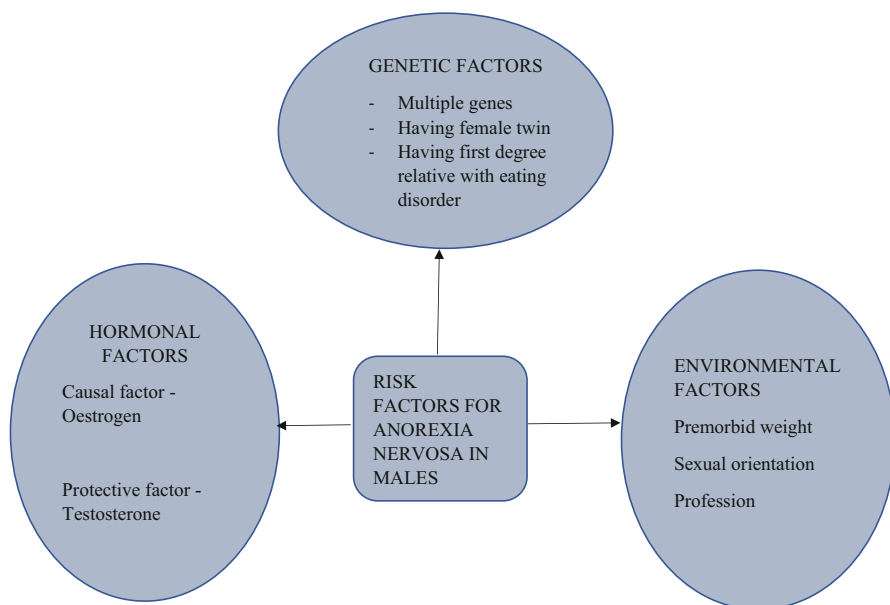 GENETIC FACTORS
- Multiple genes
- Having female twin
- Having first degree
relative with eating
disorder
HORMONAL
FACTORS
Causal factor -
Oestrogen
Protective factor -
Testosterone
RISK
FACTORS FOR
ANOREXIA
NERVOSA IN
MALES
ENVIRONMENTAL
FACTORS
Premorbid weight
Sexual orientation
Profession